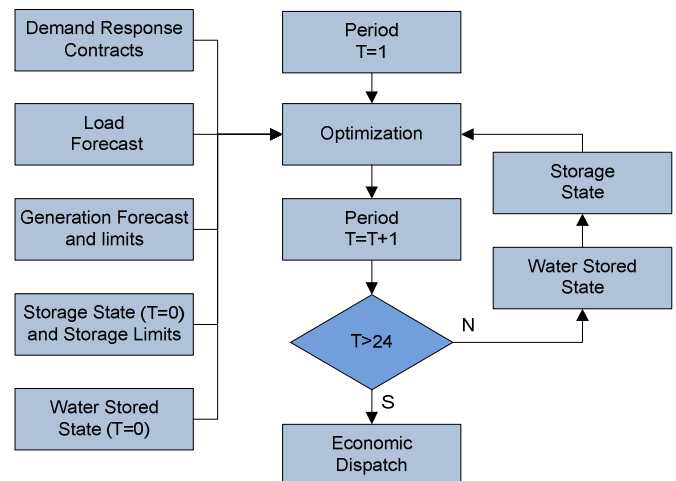 Demand Response
Contracts
Load
Forecast
Generation Forecast
and limits
Storage State (T=0)
and Storage Limits
Water Stored
State (T=0)
Period
T=1
Optimization
Period
T=T+1
T>24
N
S
Economic
Dispatch
Storage
State
Water Stored
State